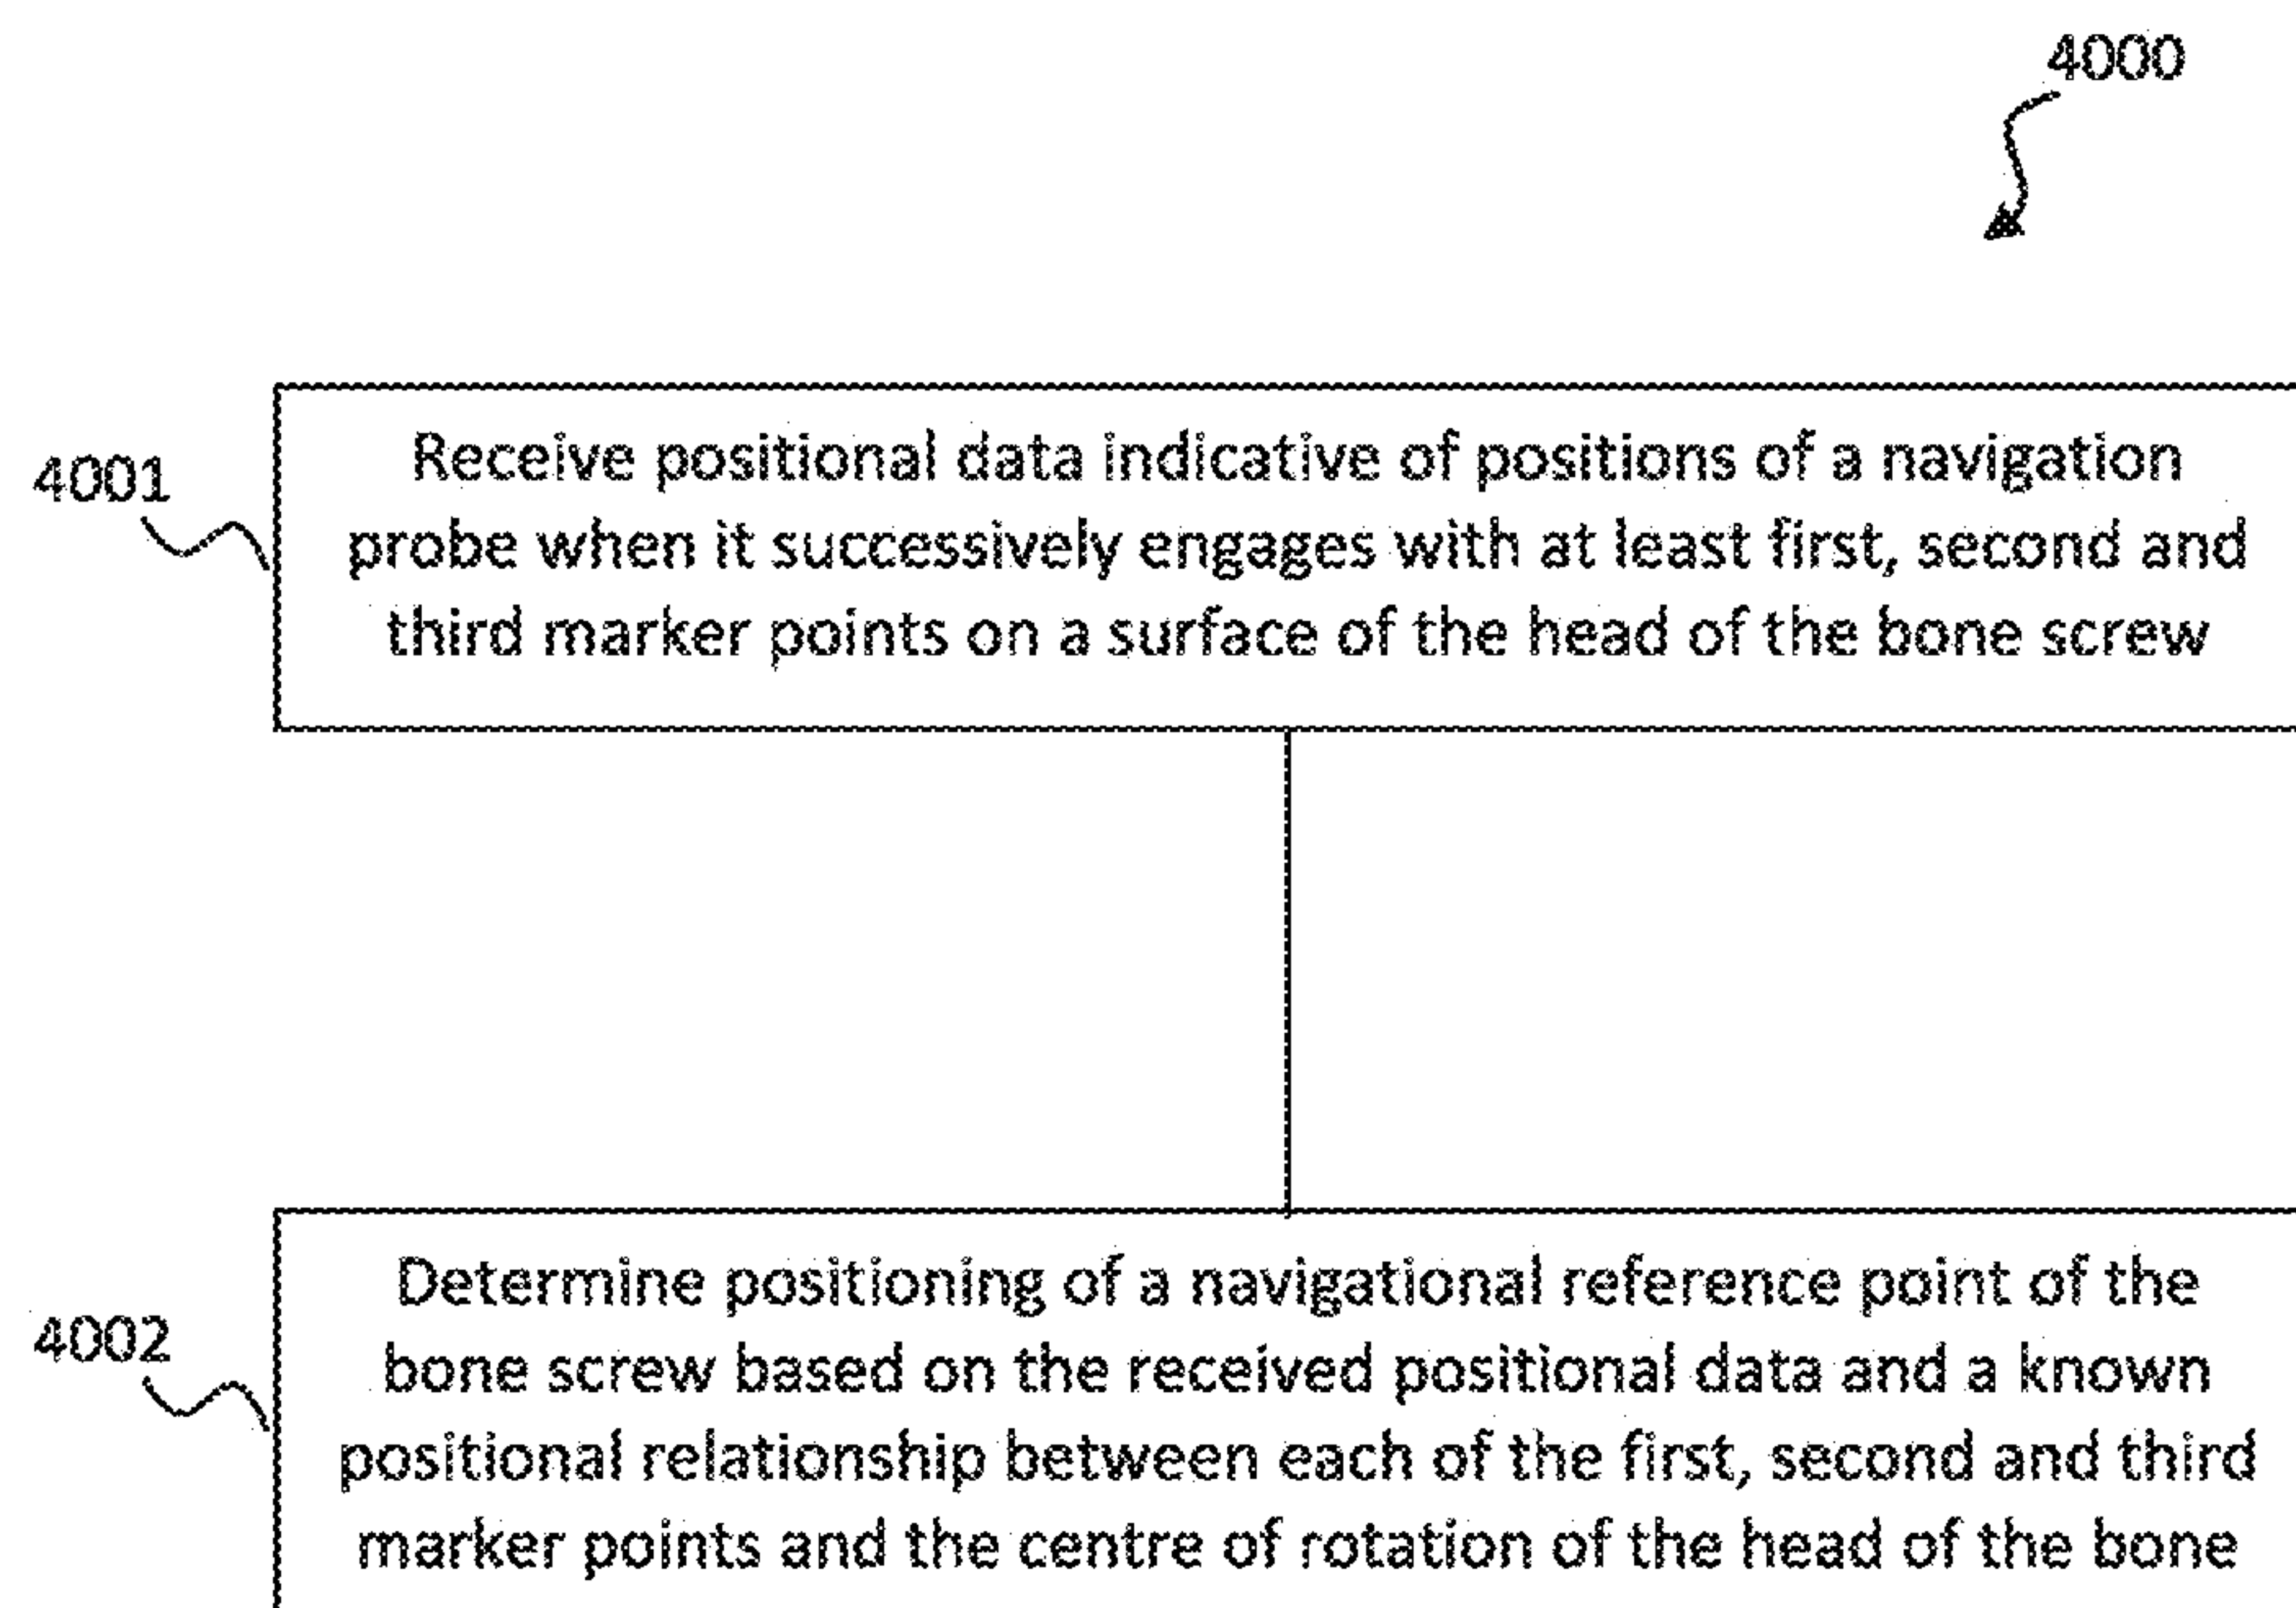 4000
4001
Receive positional data indicative of positions of a navigation
probe when it successively engages with at least first, second and
third marker points on a surface of the head of the bone screw
4002
Determine positioning of a navigational reference point of the
bone screw based on the received positional data and a known
positional relationship between each of the first, second and third
marker points and the centre of rotation of the head of the bone